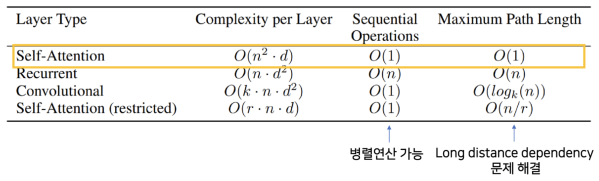 Layer Type Complexity per Layer Sequential Operations Maximum Path Length
Self-Attention O(n² · d) O(1) O(1)
Recurrent O(n · d²) O(n) O(n)
Convolutional O(k · n · d²) O(1) O(logₖ(n))
Self-Attention (restricted) O(r · n · d) O(1) O(n/r)
병렬연산 가능
Long distance dependency
문제 해결